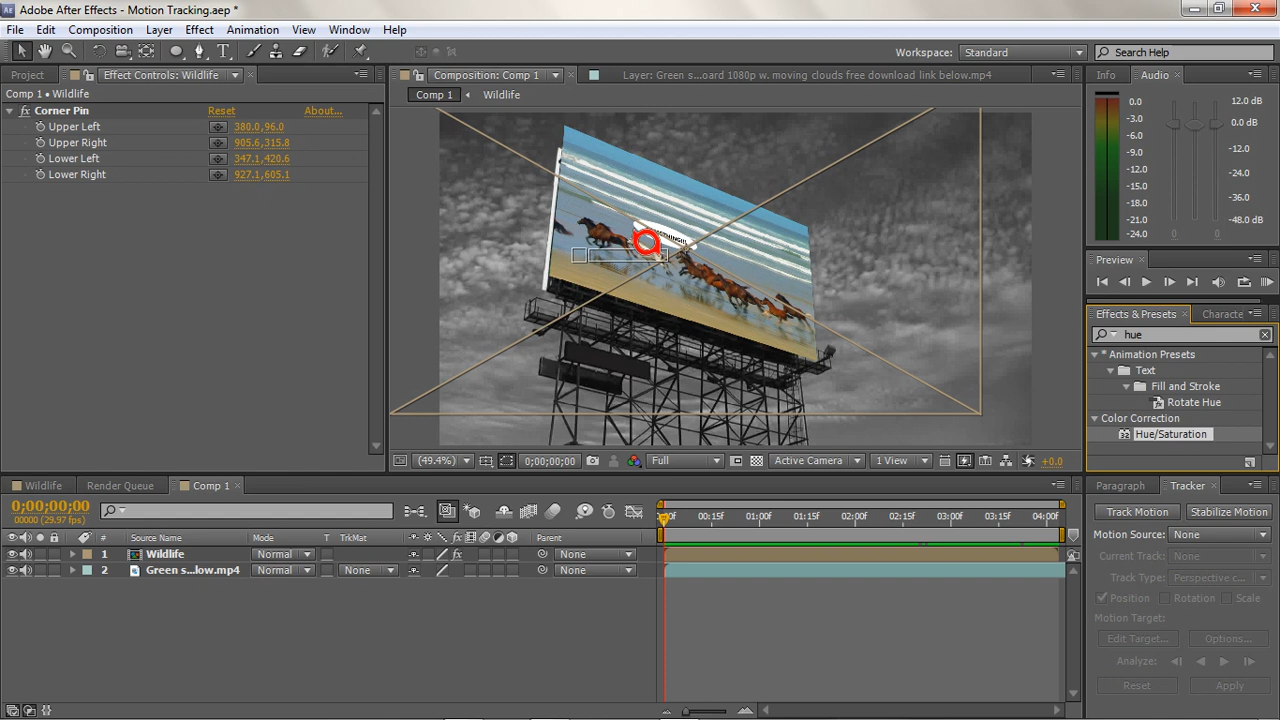 Adobe After Effects - Motion Tracking.aep *
File Edit Composition Layer Effect Animation View Window Help
Workspace: Standard Search Help
Project Effect Controls: Wildlife Composition: Comp 1 Layer: Green s...oard 1080p w. moving clouds free download link below.mp4 Info Audio
Comp 1 • Wildlife
Comp 1 Wildlife
fx Corner Pin Reset About...
Upper Left 380.0,96.0
Upper Right 905.6,315.8
Lower Left 347.1,420.6
Lower Right 927.1,605.1
0.0 12.0 dB
-3.0
-6.0 0.0 dB
-9.0
-12.0 -12.0
-15.0
-18.0 -24.0
-21.0 -36.0
-24.0 -48.0 dB
0. 0.
Preview
Effects & Presets Characte
hue
* Animation Presets
Text
Fill and Stroke
Rotate Hue
Color Correction
32 Hue/Saturation
(49.4%) 0;00;00;00 Full Active Camera 1 View +0.0
Wildlife Render Queue Comp 1
0;00;00;00
00000 (29.97 fps)
00:15f 01:00f 01:15f 02:00f 02:15f 03:00f 03:15f 04:00f
# Source Name Mode T TrkMat fx Parent
1 Wildlife Normal fx None
2 Green s...low.mp4 Normal None None
Paragraph Tracker
Track Motion Stabilize Motion
Motion Source: None
Current Track: None
Track Type: Perspective c...
Position Rotation Scale
Motion Target:
Edit Target... Options...
Analyze:
Reset Apply